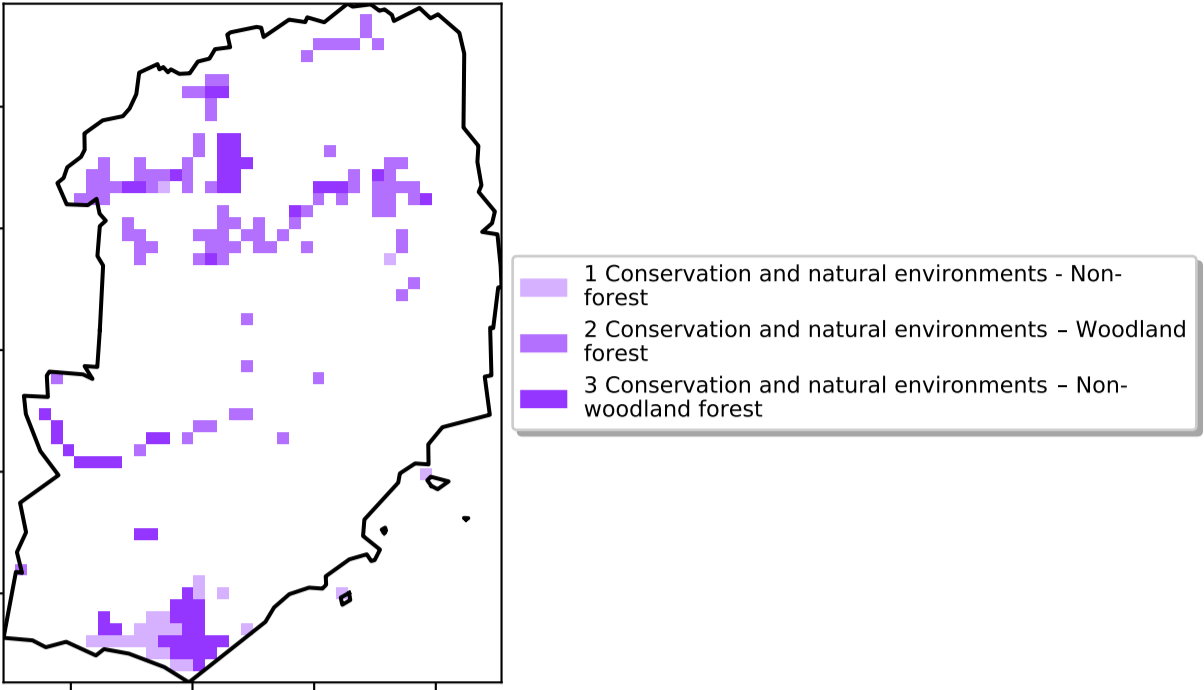 1 Conservation and natural environments - Non-
forest
2 Conservation and natural environments – Woodland
forest
3 Conservation and natural environments – Non-
woodland forest